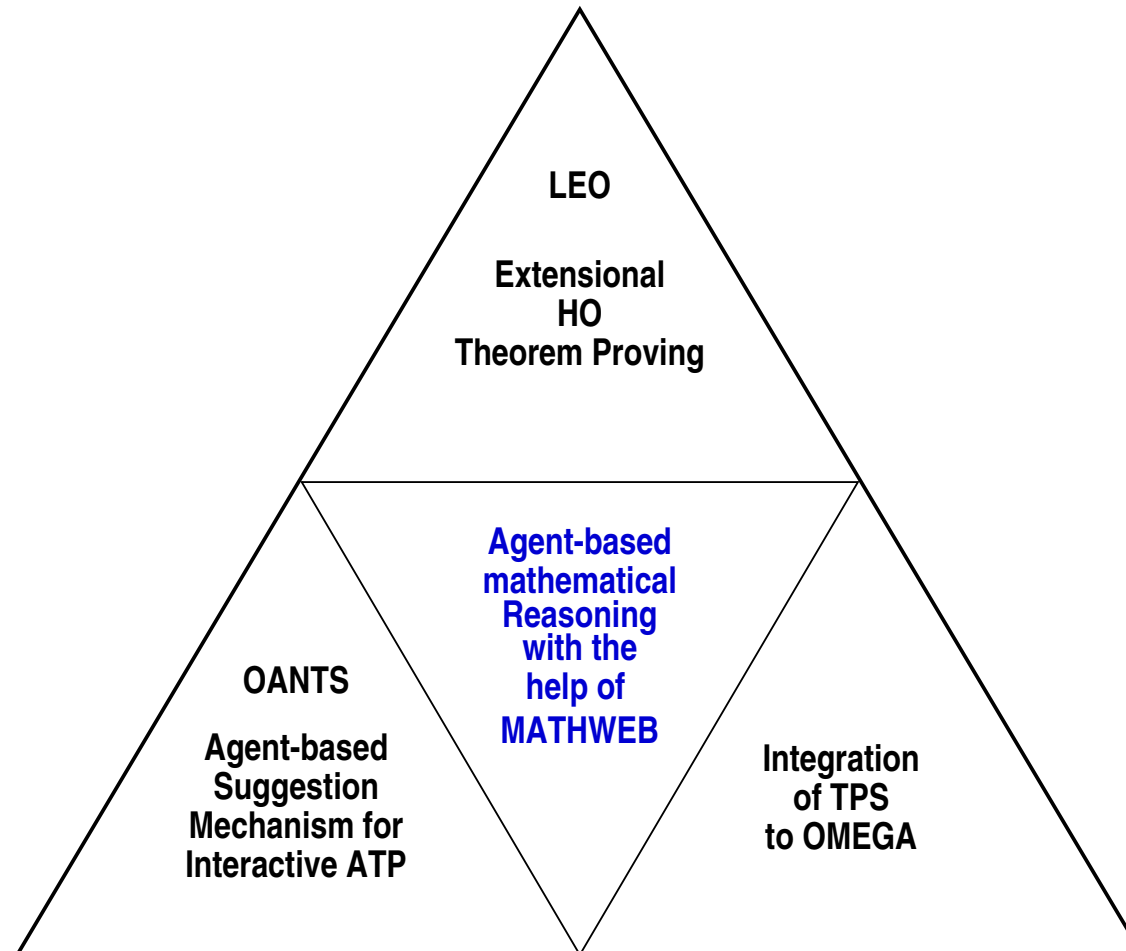 LEO
Extensional
HO
Theorem Proving
Agent-based
mathematical
Reasoning
with the
help of
MATHWEB
OANTS
Agent-based
Suggestion
Mechanism for
Interactive ATP
Integration
of TPS
to OMEGA